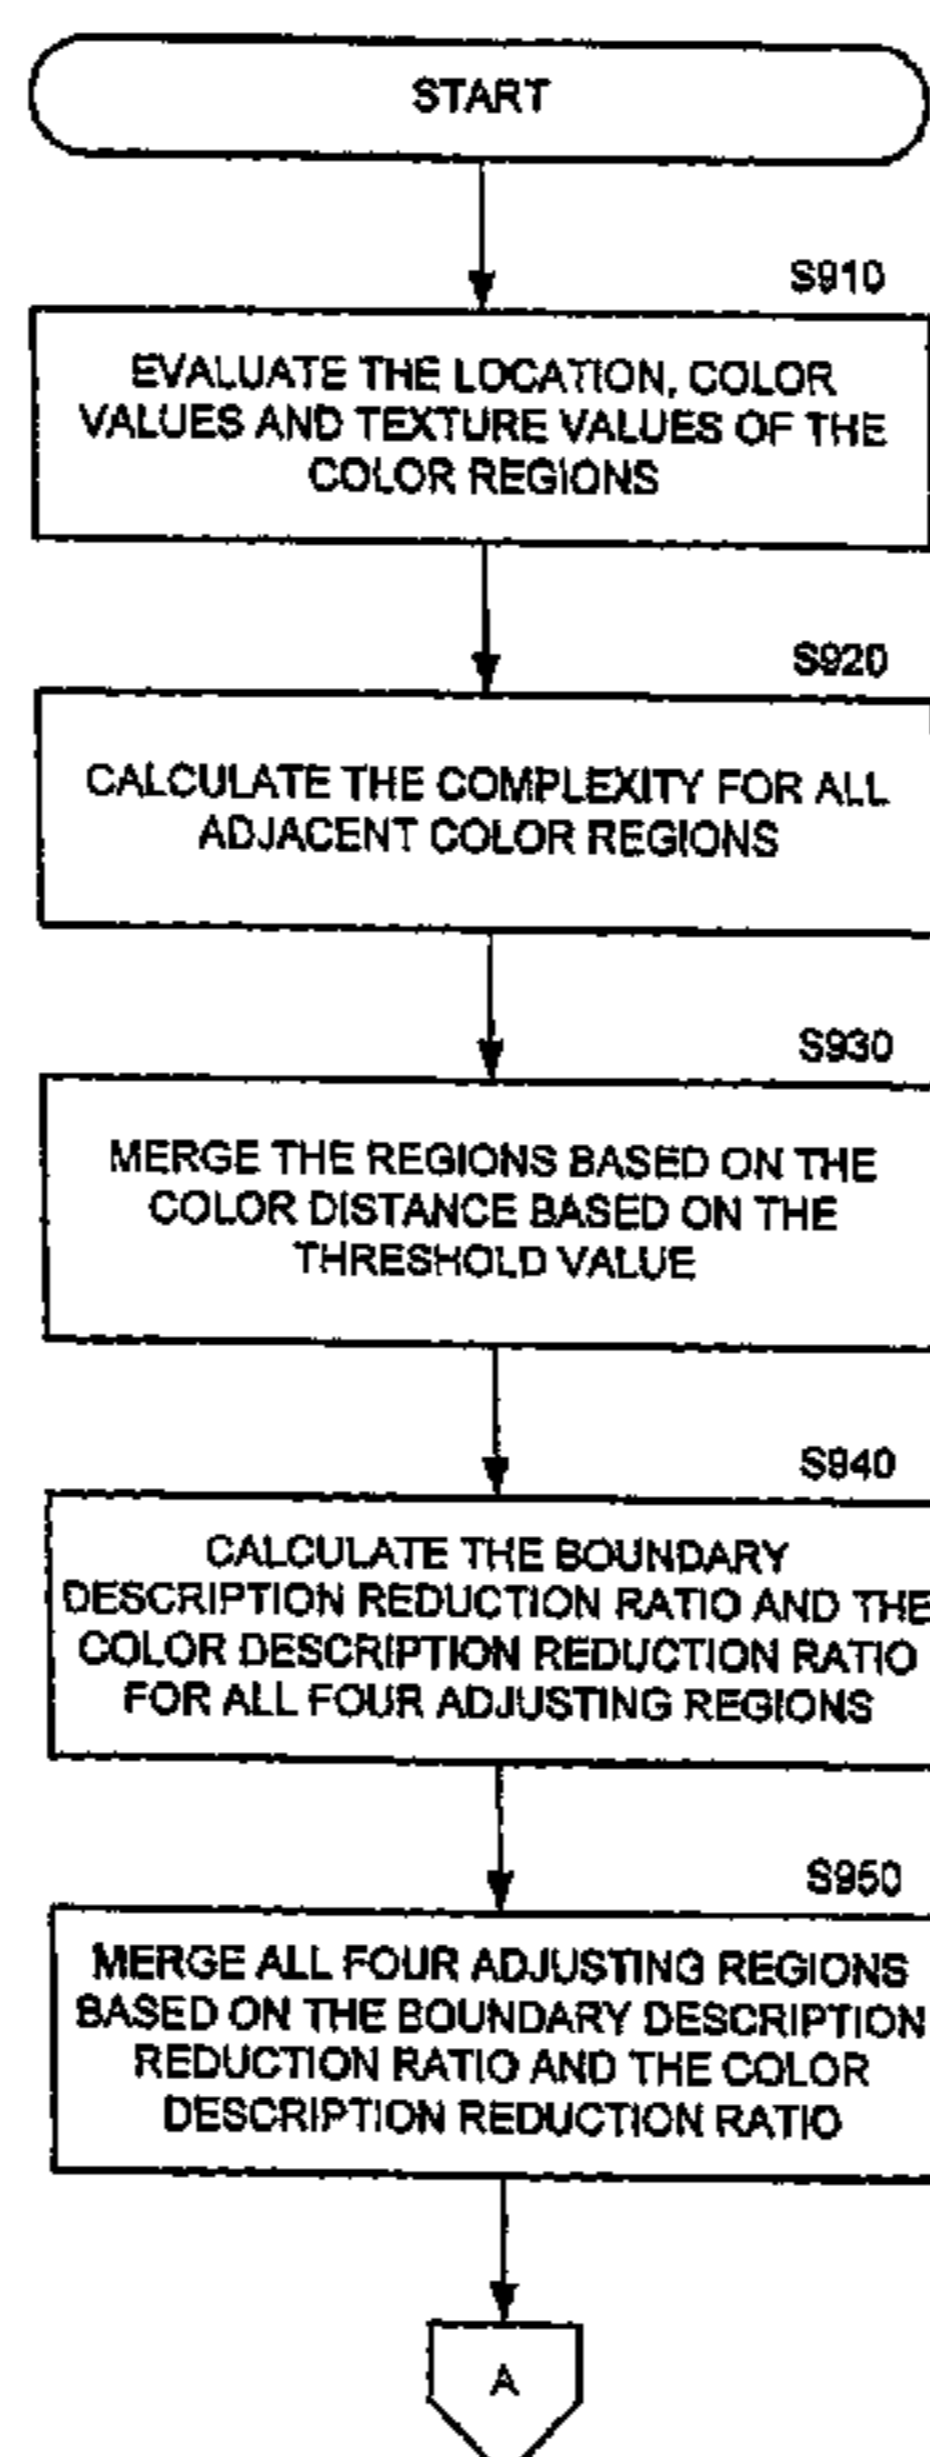 START
S910
EVALUATE THE LOCATION, COLOR
VALUES AND TEXTURE VALUES OF THE
COLOR REGIONS
S920
CALCULATE THE COMPLEXITY FOR ALL
ADJACENT COLOR REGIONS
S930
MERGE THE REGIONS BASED ON THE
COLOR DISTANCE BASED ON THE
THRESHOLD VALUE
S940
CALCULATE THE BOUNDARY
DESCRIPTION REDUCTION RATIO AND THE
COLOR DESCRIPTION REDUCTION RATIO
FOR ALL FOUR ADJUSTING REGIONS
S950
MERGE ALL FOUR ADJUSTING REGIONS
BASED ON THE BOUNDARY DESCRIPTION
REDUCTION RATIO AND THE COLOR
DESCRIPTION REDUCTION RATIO
A